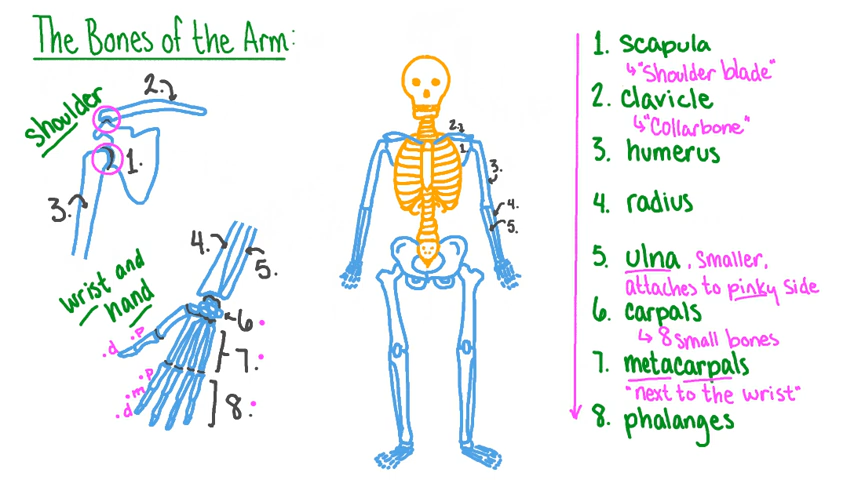 The Bones of the Arm:
shoulder
2.
1.
3.
wrist and
hand
4.
5.
6.
7.
8.
d
p
p
m
d
2.
1.
3.
4.
5.
1. scapula
↳"Shoulder blade"
2. clavicle
↳"Collarbone"
3. humerus
4. radius
5. ulna, smaller,
attaches to pinky side
6. carpals
↳ 8 small bones
7. metacarpals
"next to the wrist"
8. phalanges